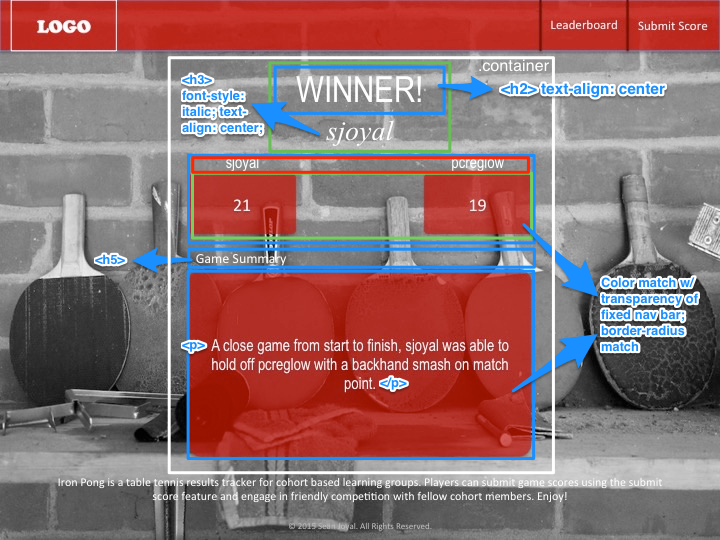 LOGO
Leaderboard
Submit Score
.container
<h3>
font-style:
italic; text-
align: center;
WINNER!
<h2> text-align: center
sjoyal
sjoyal
pcreglow
21
19
<h5>
Game Summary
Color match w/
transparency of
fixed nav bar;
border-radius
match
<p> A close game from start to finish, sjoyal was able to
hold off pcreglow with a backhand smash on match
point. </p>
Iron Pong is a table tennis results tracker for cohort based learning groups. Players can submit game scores using the submit
score feature and engage in friendly competition with fellow cohort members. Enjoy!
© 2015 Sean Joyal. All Rights Reserved.